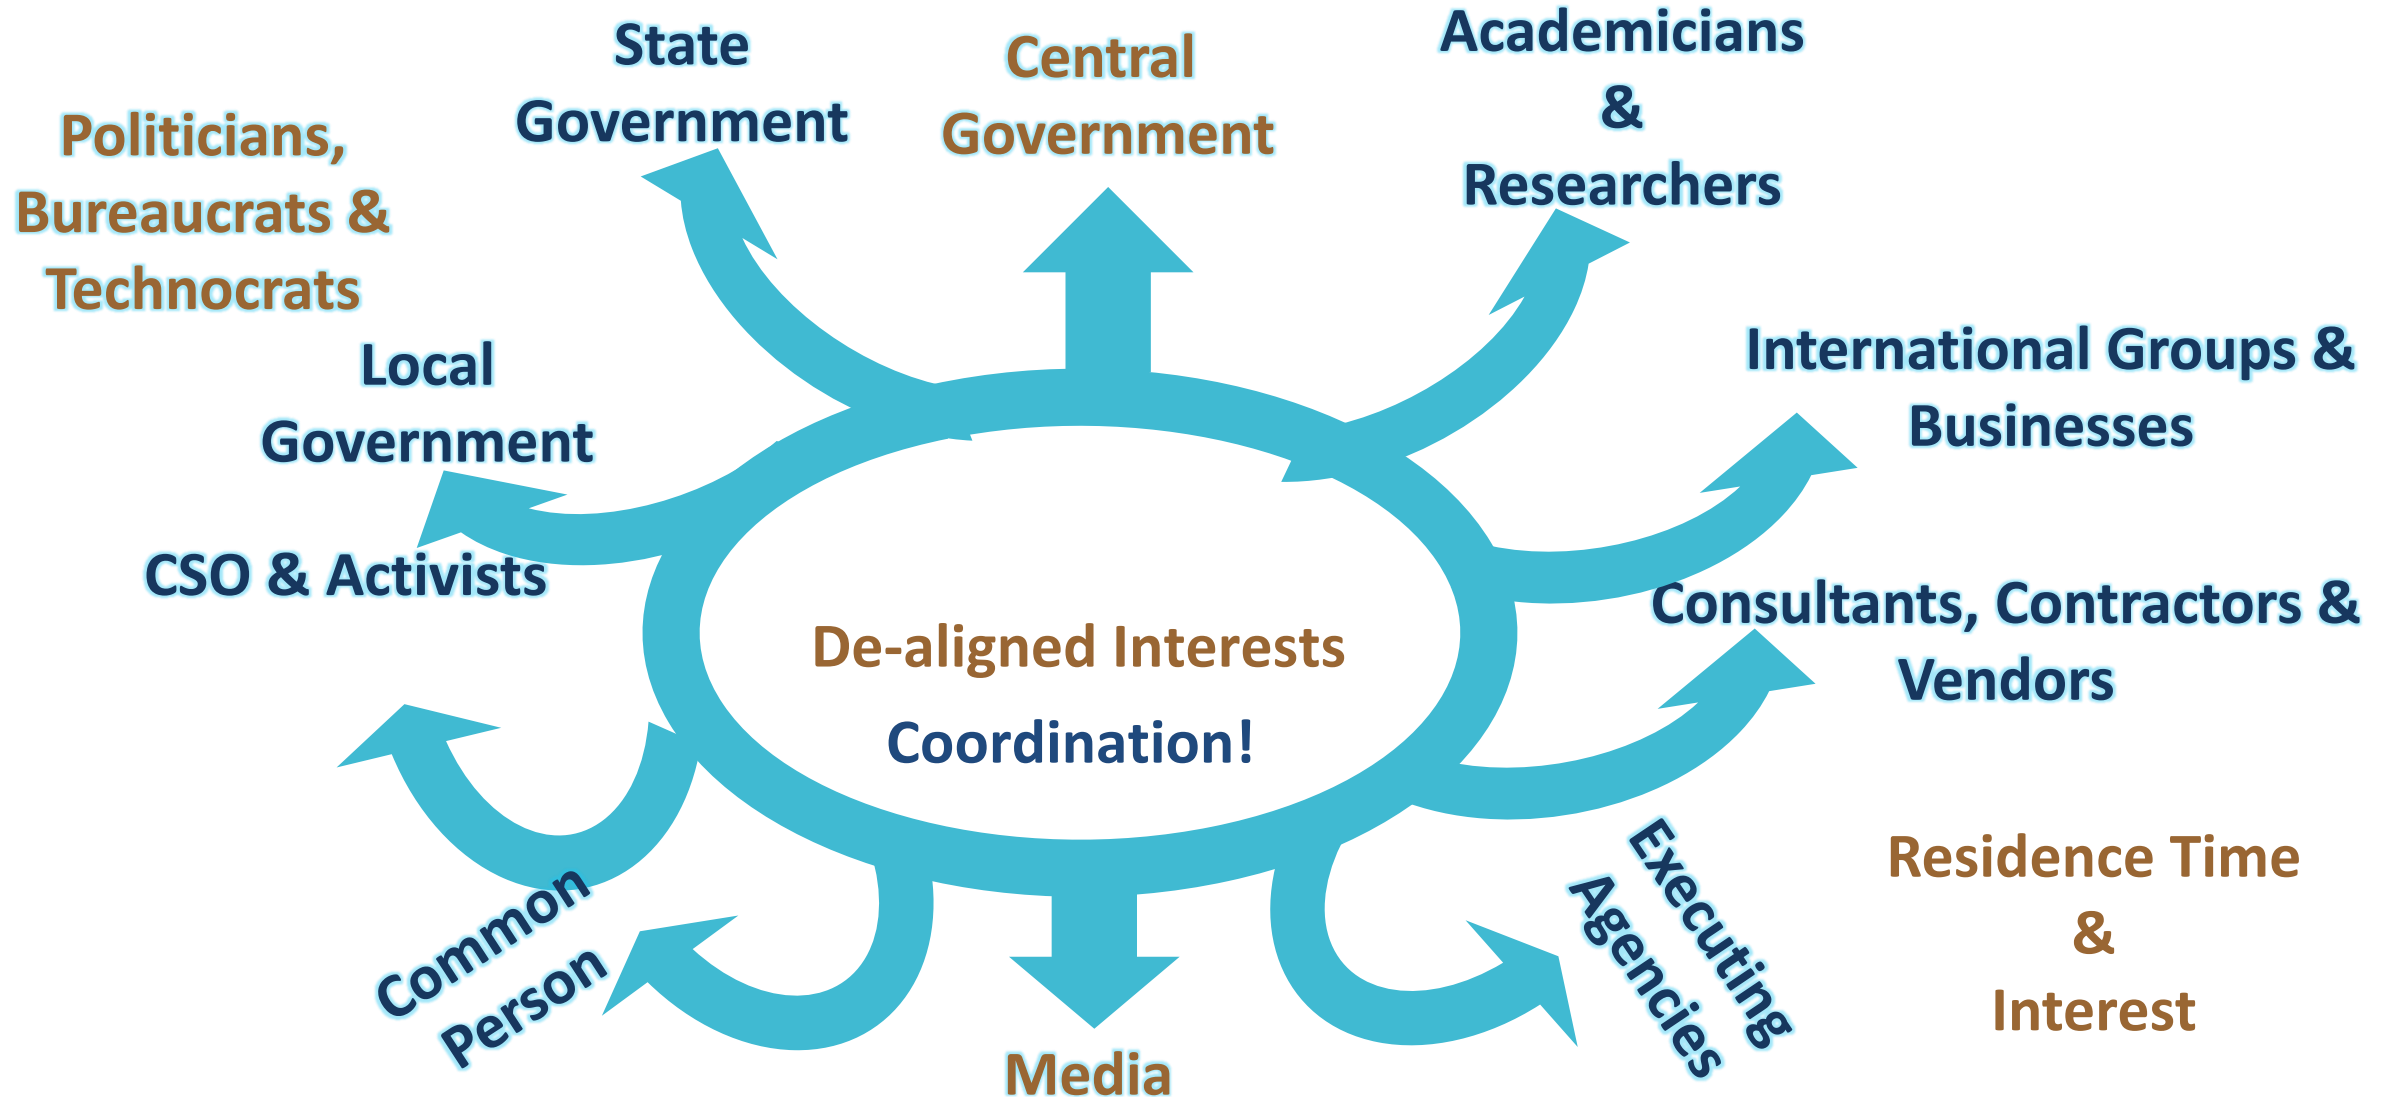 State
Government
Central
Government
Academicians
&
Researchers
Politicians,
Bureaucrats &
Technocrats
Local
Government
International Groups &
Businesses
CSO & Activists
Consultants, Contractors &
Vendors
De-aligned Interests
Coordination!
Common
Person
Media
Executing
Agencies
Residence Time
&
Interest